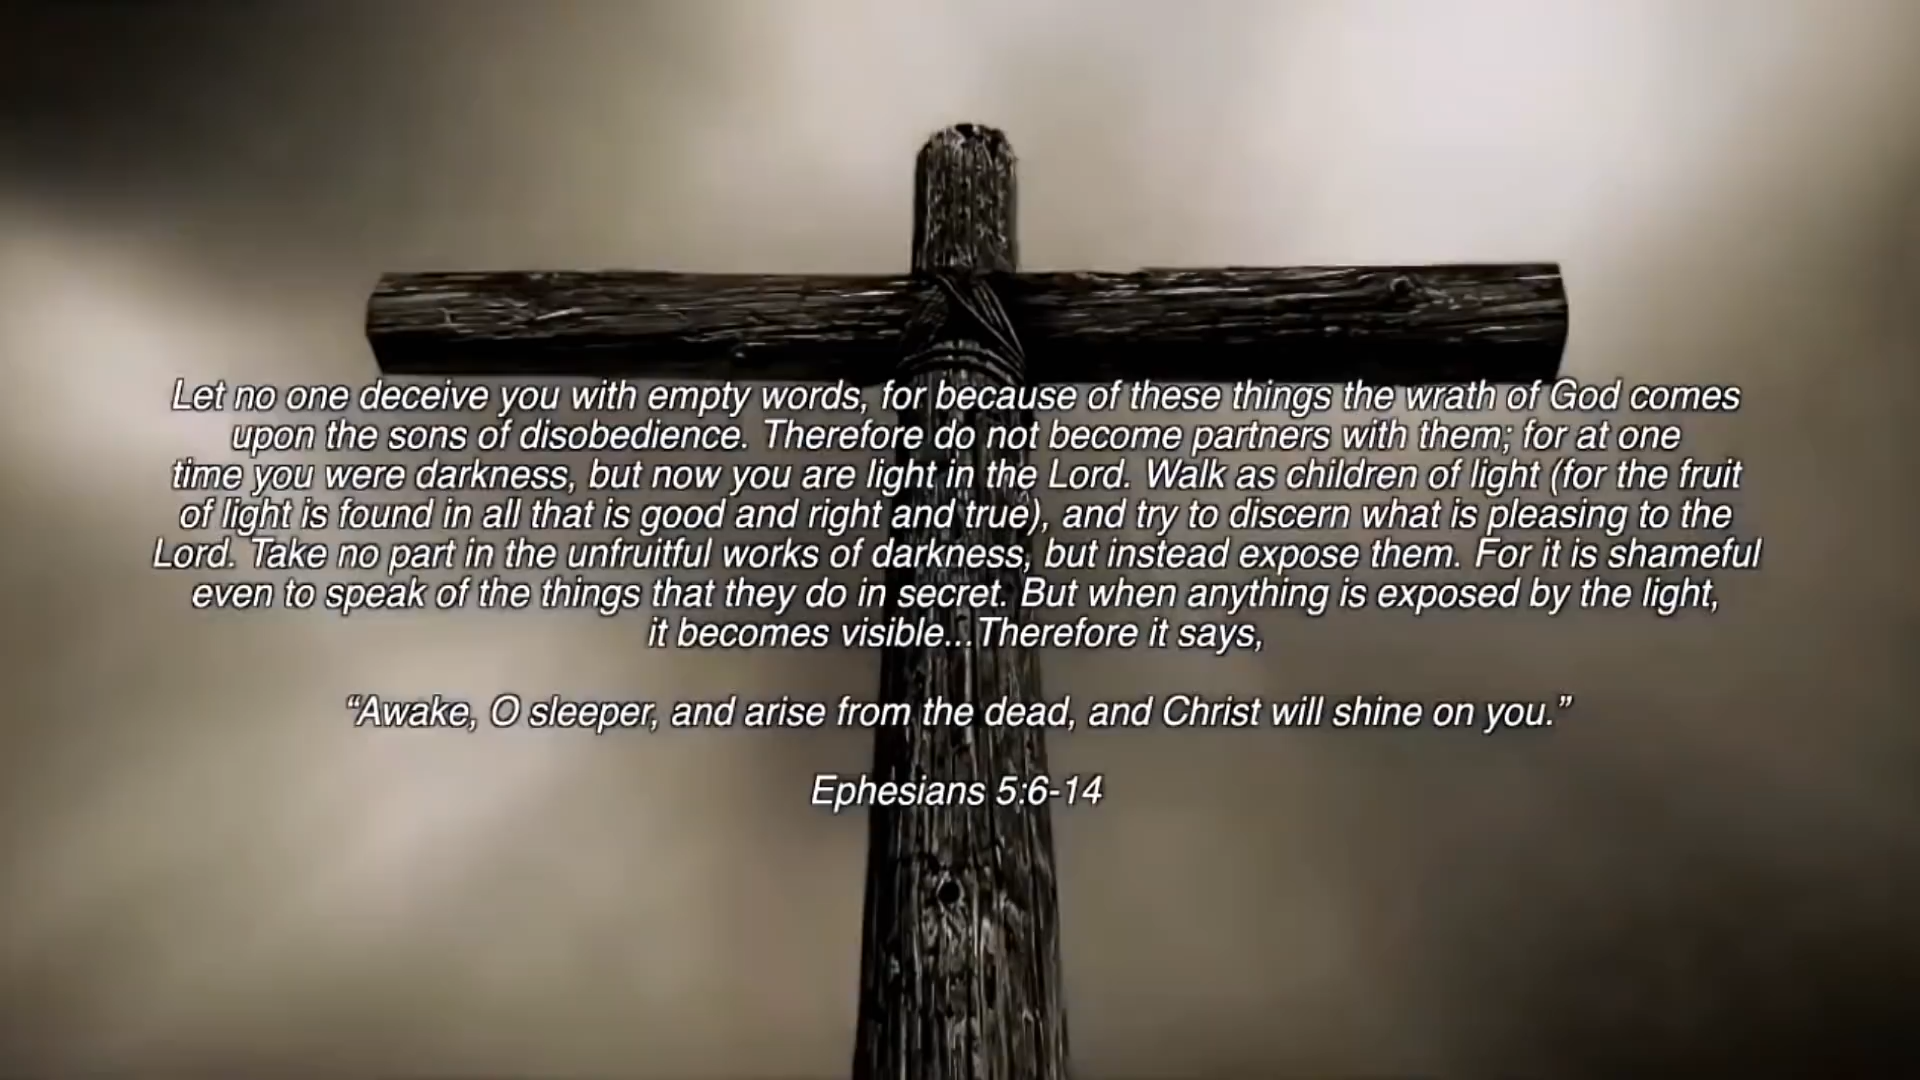 Let no one deceive you with empty words, for because of these things the wrath of God comes
upon the sons of disobedience. Therefore do not become partners with them; for at one
time you were darkness, but now you are light in the Lord. Walk as children of light (for the fruit
of light is found in all that is good and right and true), and try to discern what is pleasing to the
Lord. Take no part in the unfruitful works of darkness, but instead expose them. For it is shameful
even to speak of the things that they do in secret. But when anything is exposed by the light,
it becomes visible...Therefore it says,
“Awake, O sleeper, and arise from the dead, and Christ will shine on you.”
Ephesians 5:6-14